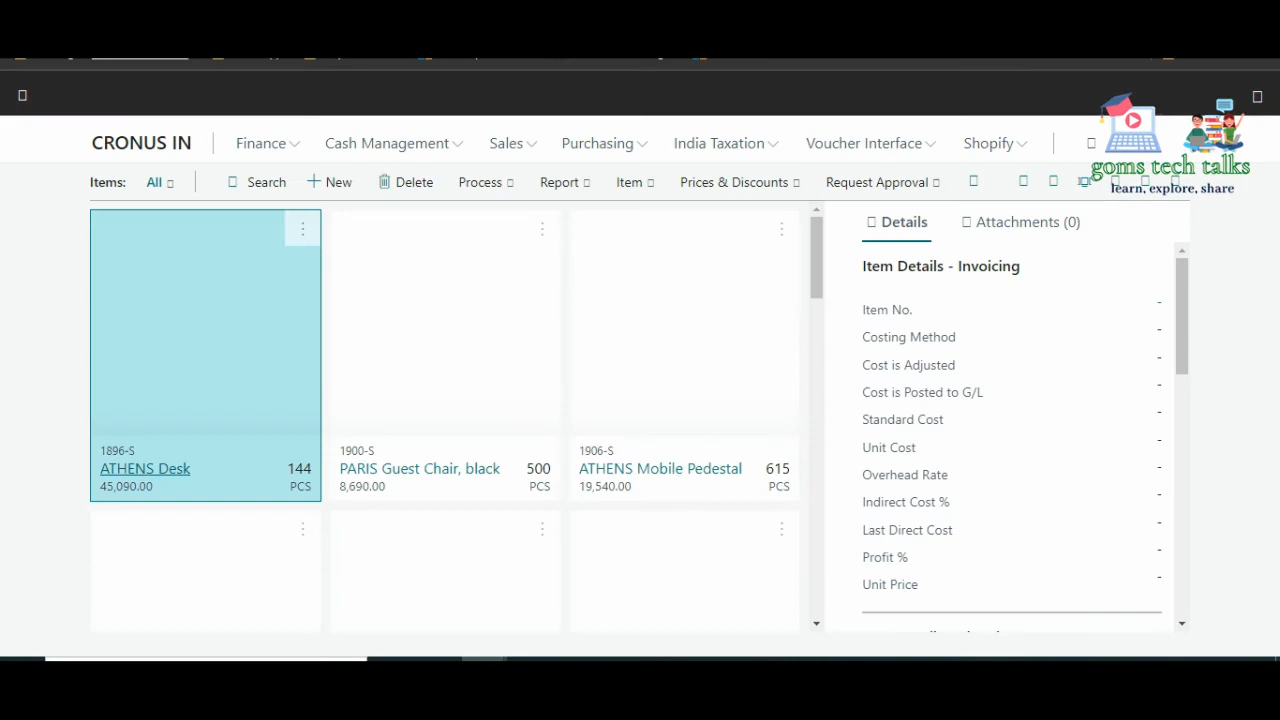 CRONUS IN Finance Cash Management Sales Purchasing India Taxation Voucher Interface Shopify
goms tech talks
learn, explore, share
Items: All Search + New Delete Process Report Item Prices & Discounts Request Approval
Details Attachments (0)
Item Details - Invoicing
Item No. -
Costing Method -
Cost is Adjusted -
Cost is Posted to G/L -
Standard Cost -
Unit Cost -
Overhead Rate -
Indirect Cost % -
Last Direct Cost -
Profit % -
Unit Price -
1896-S
ATHENS Desk 144
45,090.00 PCS
1900-S
PARIS Guest Chair, black 500
8,690.00 PCS
1906-S
ATHENS Mobile Pedestal 615
19,540.00 PCS